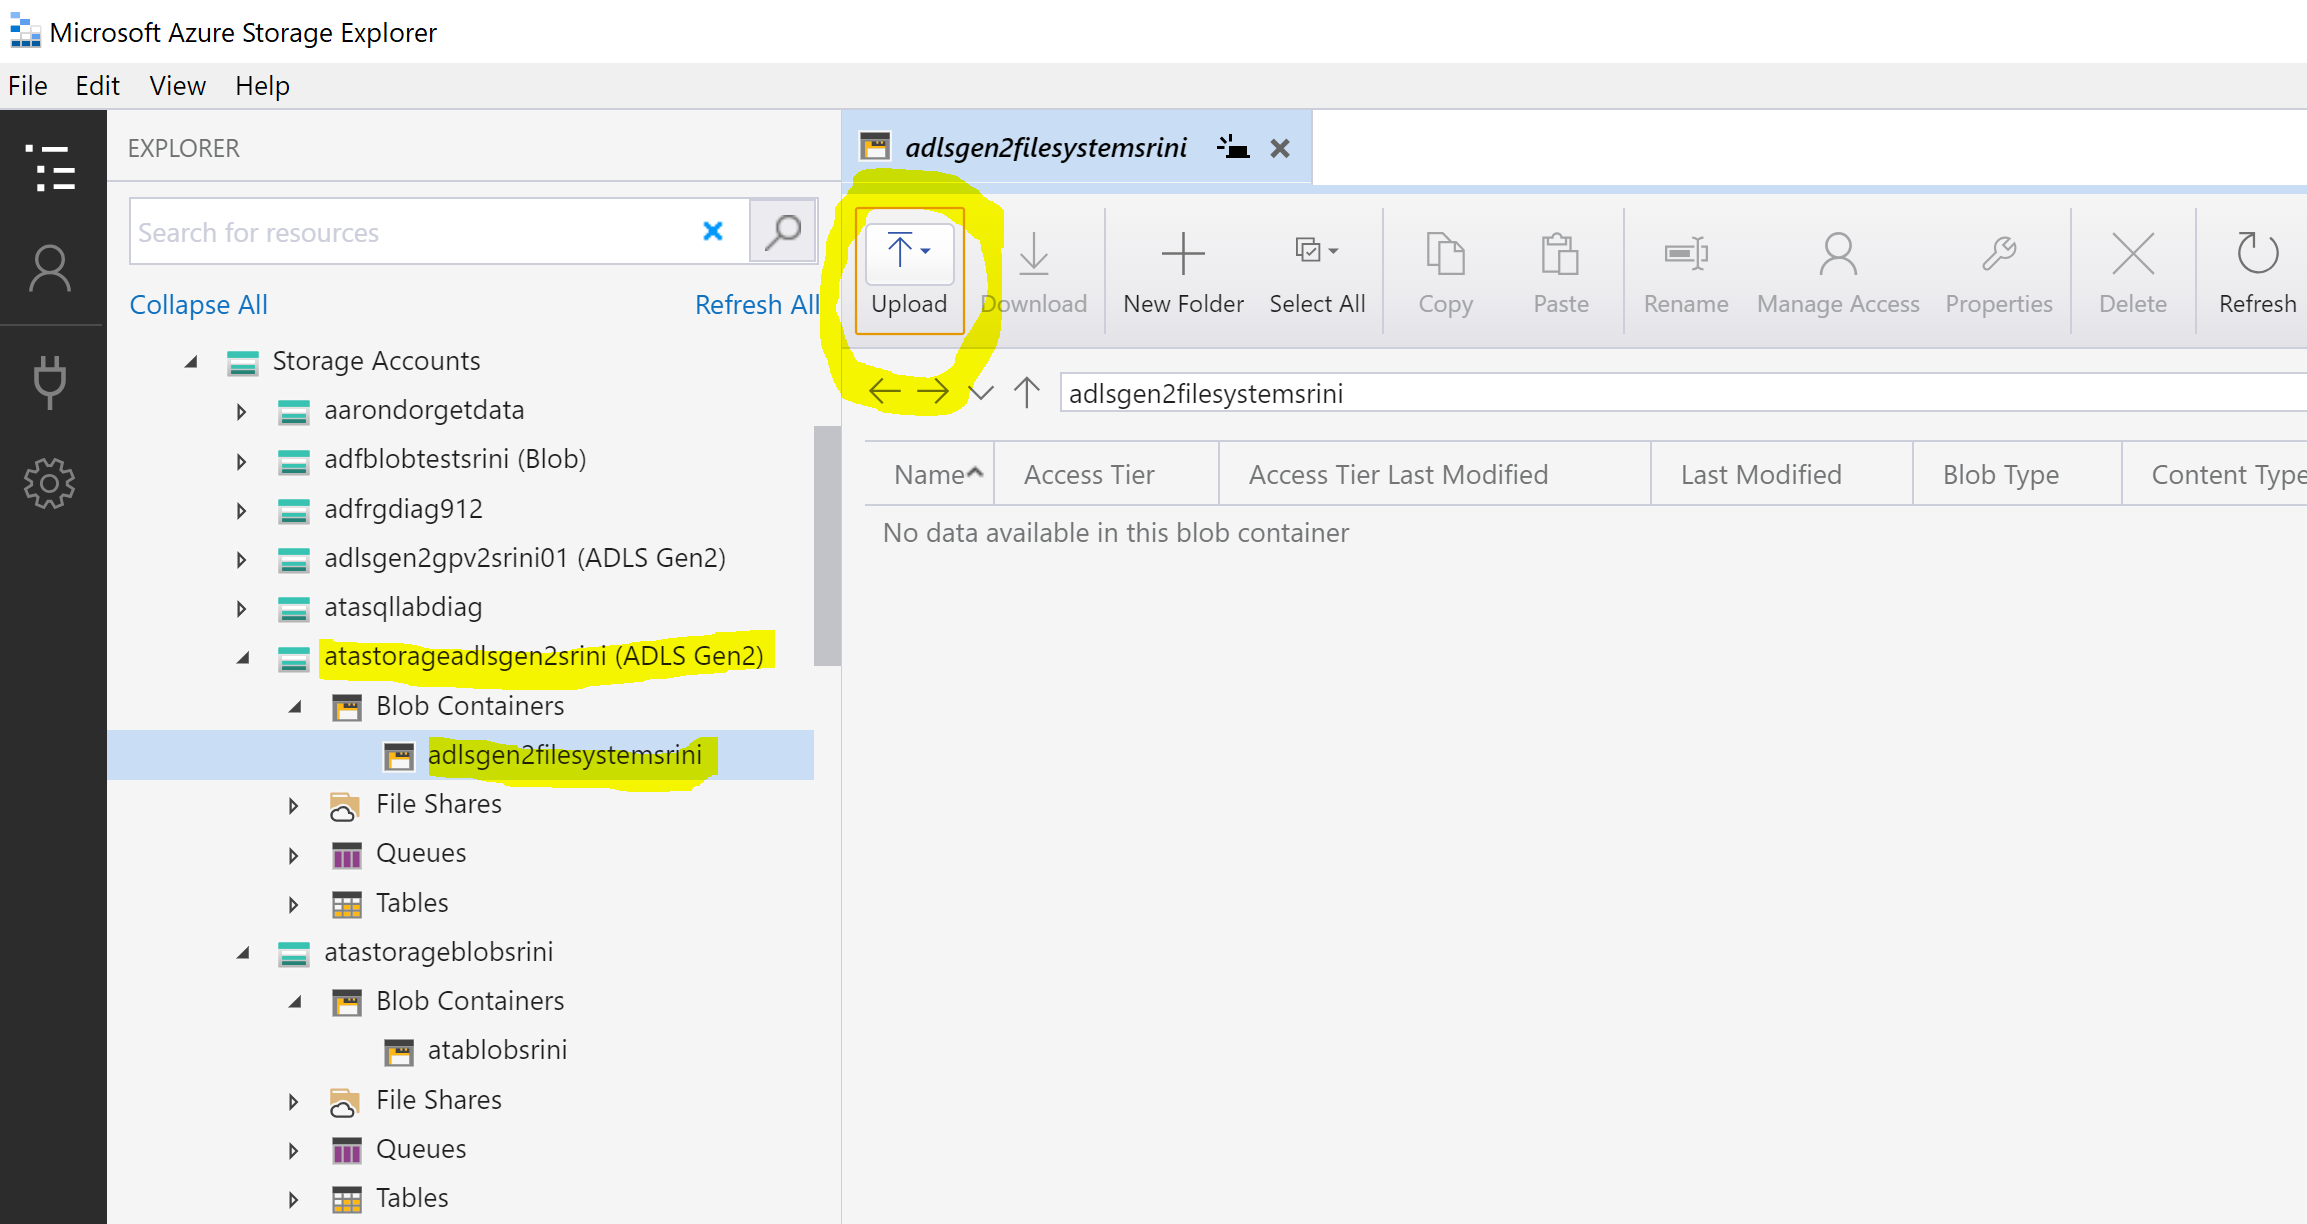 Microsoft Azure Storage Explorer
File Edit View Help
EXPLORER
Search for resources
Collapse All Refresh All
Storage Accounts
aarondorgetdata
adfblobtestsrini (Blob)
adfrgdiag912
adlsgen2gpv2srini01 (ADLS Gen2)
atasqllabdiag
atastorageadlsgen2srini (ADLS Gen2)
Blob Containers
adlsgen2filesystemsrini
File Shares
Queues
Tables
atastorageblobsrini
Blob Containers
atablobsrini
File Shares
Queues
Tables
adlsgen2filesystemsrini
Upload Download New Folder Select All Copy Paste Rename Manage Access Properties Delete Refresh
adlsgen2filesystemsrini
Name Access Tier Access Tier Last Modified Last Modified Blob Type Content Type
No data available in this blob container